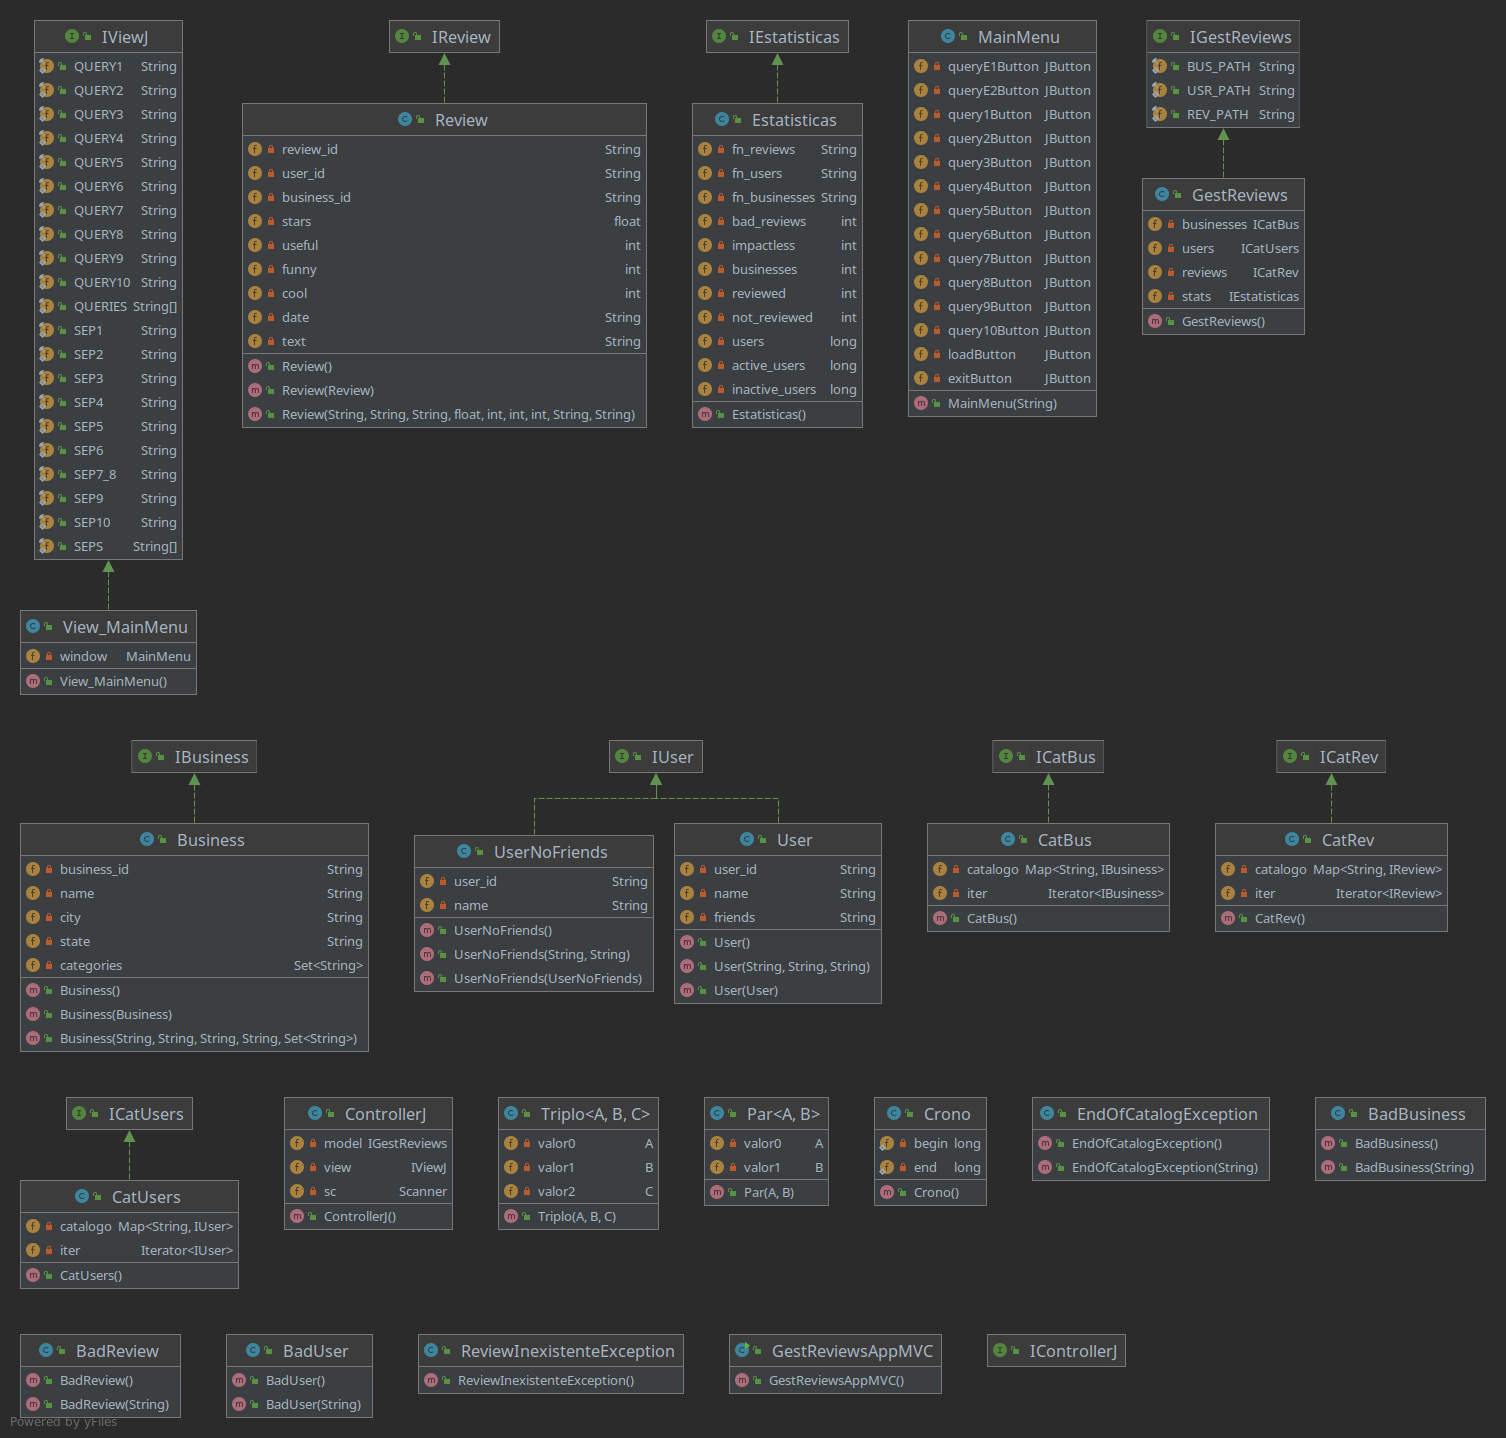 IViewJ
QUERY1 String
QUERY2 String
QUERY3 String
QUERY4 String
QUERY5 String
QUERY6 String
QUERY7 String
QUERY8 String
QUERY9 String
QUERY10 String
QUERIES String[]
SEP1 String
SEP2 String
SEP3 String
SEP4 String
SEP5 String
SEP6 String
SEP7_8 String
SEP9 String
SEP10 String
SEPS String[]
View_MainMenu
window MainMenu
View_MainMenu()
IReview
Review
review_id String
user_id String
business_id String
stars float
useful int
funny int
cool int
date String
text String
Review()
Review(Review)
Review(String, String, String, float, int, int, int, String, String)
IEstatisticas
Estatisticas
fn_reviews String
fn_users String
fn_businesses String
bad_reviews int
impactless int
businesses int
reviewed int
not_reviewed int
users long
active_users long
inactive_users long
Estatisticas()
MainMenu
queryE1Button JButton
queryE2Button JButton
query1Button JButton
query2Button JButton
query3Button JButton
query4Button JButton
query5Button JButton
query6Button JButton
query7Button JButton
query8Button JButton
query9Button JButton
query10Button JButton
loadButton JButton
exitButton JButton
MainMenu(String)
IGestReviews
BUS_PATH String
USR_PATH String
REV_PATH String
GestReviews
businesses ICatBus
users ICatUsers
reviews ICatRev
stats IEstatisticas
GestReviews()
IBusiness
Business
business_id String
name String
city String
state String
categories Set<String>
Business()
Business(Business)
Business(String, String, String, String, Set<String>)
IUser
UserNoFriends
user_id String
name String
UserNoFriends()
UserNoFriends(String, String)
UserNoFriends(UserNoFriends)
User
user_id String
name String
friends String
User()
User(String, String, String)
User(User)
ICatBus
CatBus
catalogo Map<String, IBusiness>
iter Iterator<IBusiness>
CatBus()
ICatRev
CatRev
catalogo Map<String, IReview>
iter Iterator<IReview>
CatRev()
ICatUsers
CatUsers
catalogo Map<String, IUser>
iter Iterator<IUser>
CatUsers()
ControllerJ
model IGestReviews
view IViewJ
sc Scanner
ControllerJ()
Triplo<A, B, C>
valor0 A
valor1 B
valor2 C
Triplo(A, B, C)
Par<A, B>
valor0 A
valor1 B
Par(A, B)
Crono
begin long
end long
Crono()
EndOfCatalogException
EndOfCatalogException()
EndOfCatalogException(String)
BadBusiness
BadBusiness()
BadBusiness(String)
BadReview
BadReview()
BadReview(String)
BadUser
BadUser()
BadUser(String)
ReviewInexistenteException
ReviewInexistenteException()
GestReviewsAppMVC
GestReviewsAppMVC()
IControllerJ
Powered by yFiles